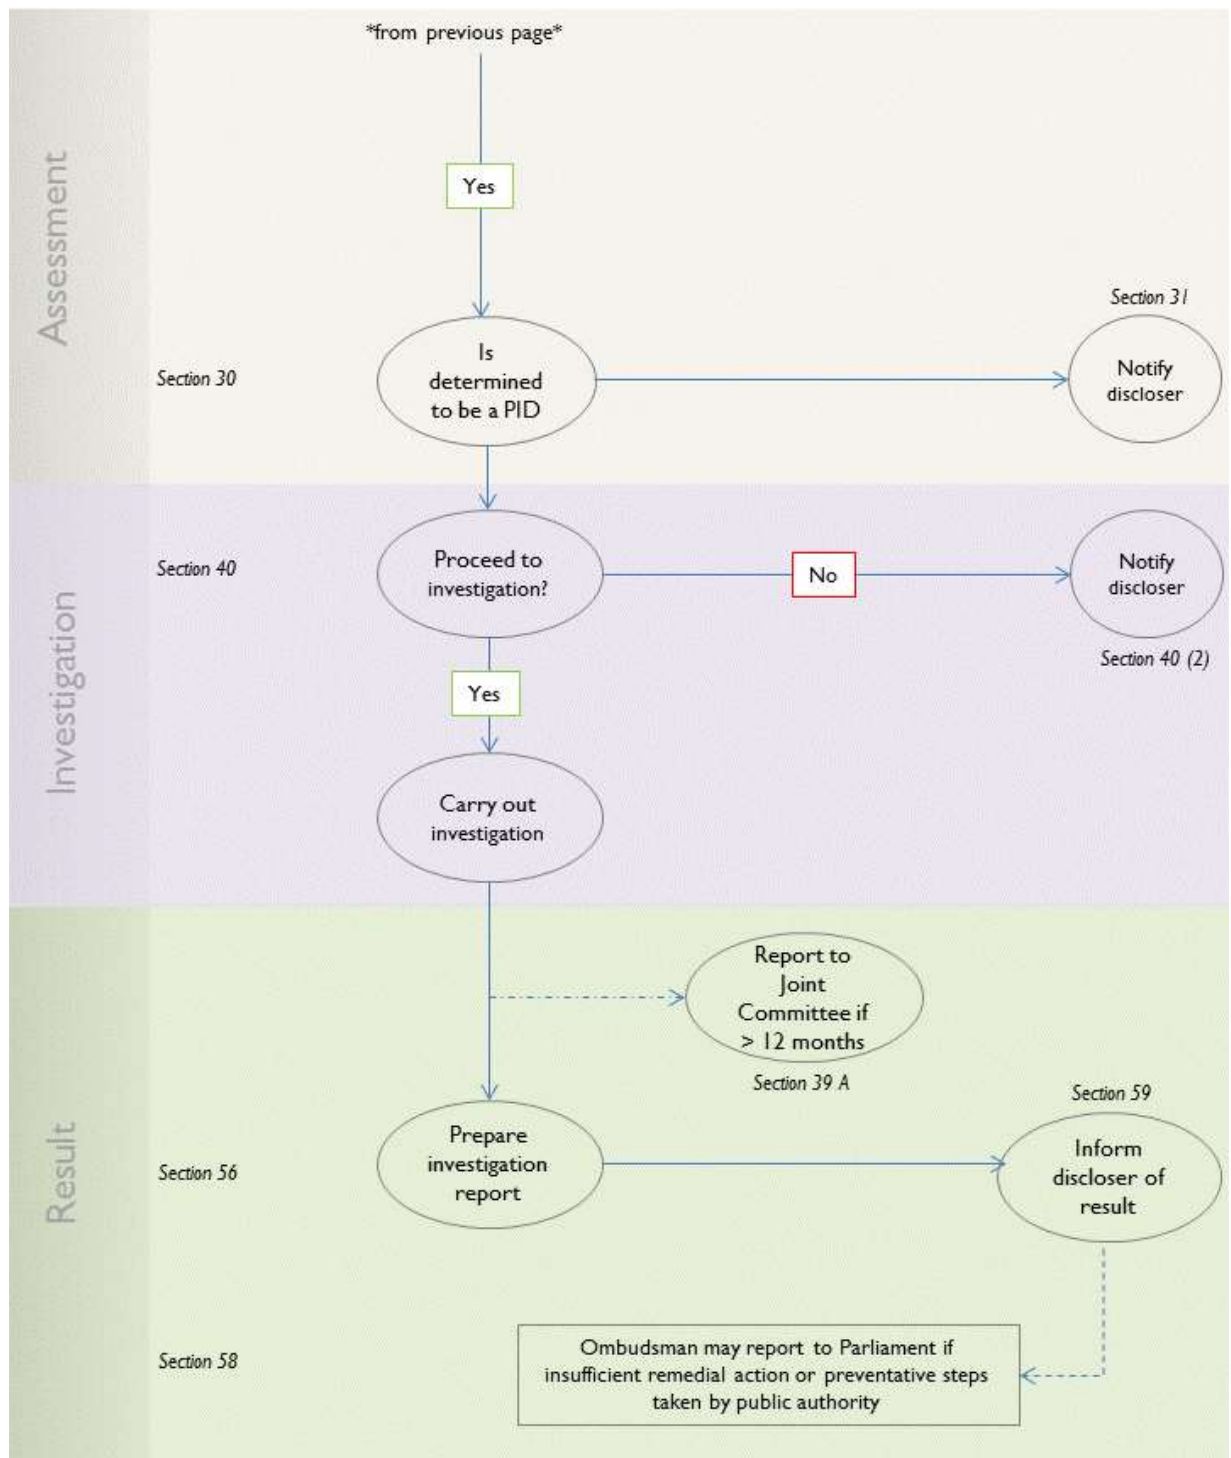 *from previous page*
Yes
Assessment
Section 30
Is
determined
to be a PID
Section 31
Notify
discloser
Investigation
Section 40
Proceed to
investigation?
No
Notify
discloser
Section 40 (2)
Yes
Carry out
investigation
Result
Report to
Joint
Committee if
> 12 months
Section 39 A
Section 56
Prepare
investigation
report
Section 59
Inform
discloser of
result
Section 58
Ombudsman may report to Parliament if
insufficient remedial action or preventative steps
taken by public authority